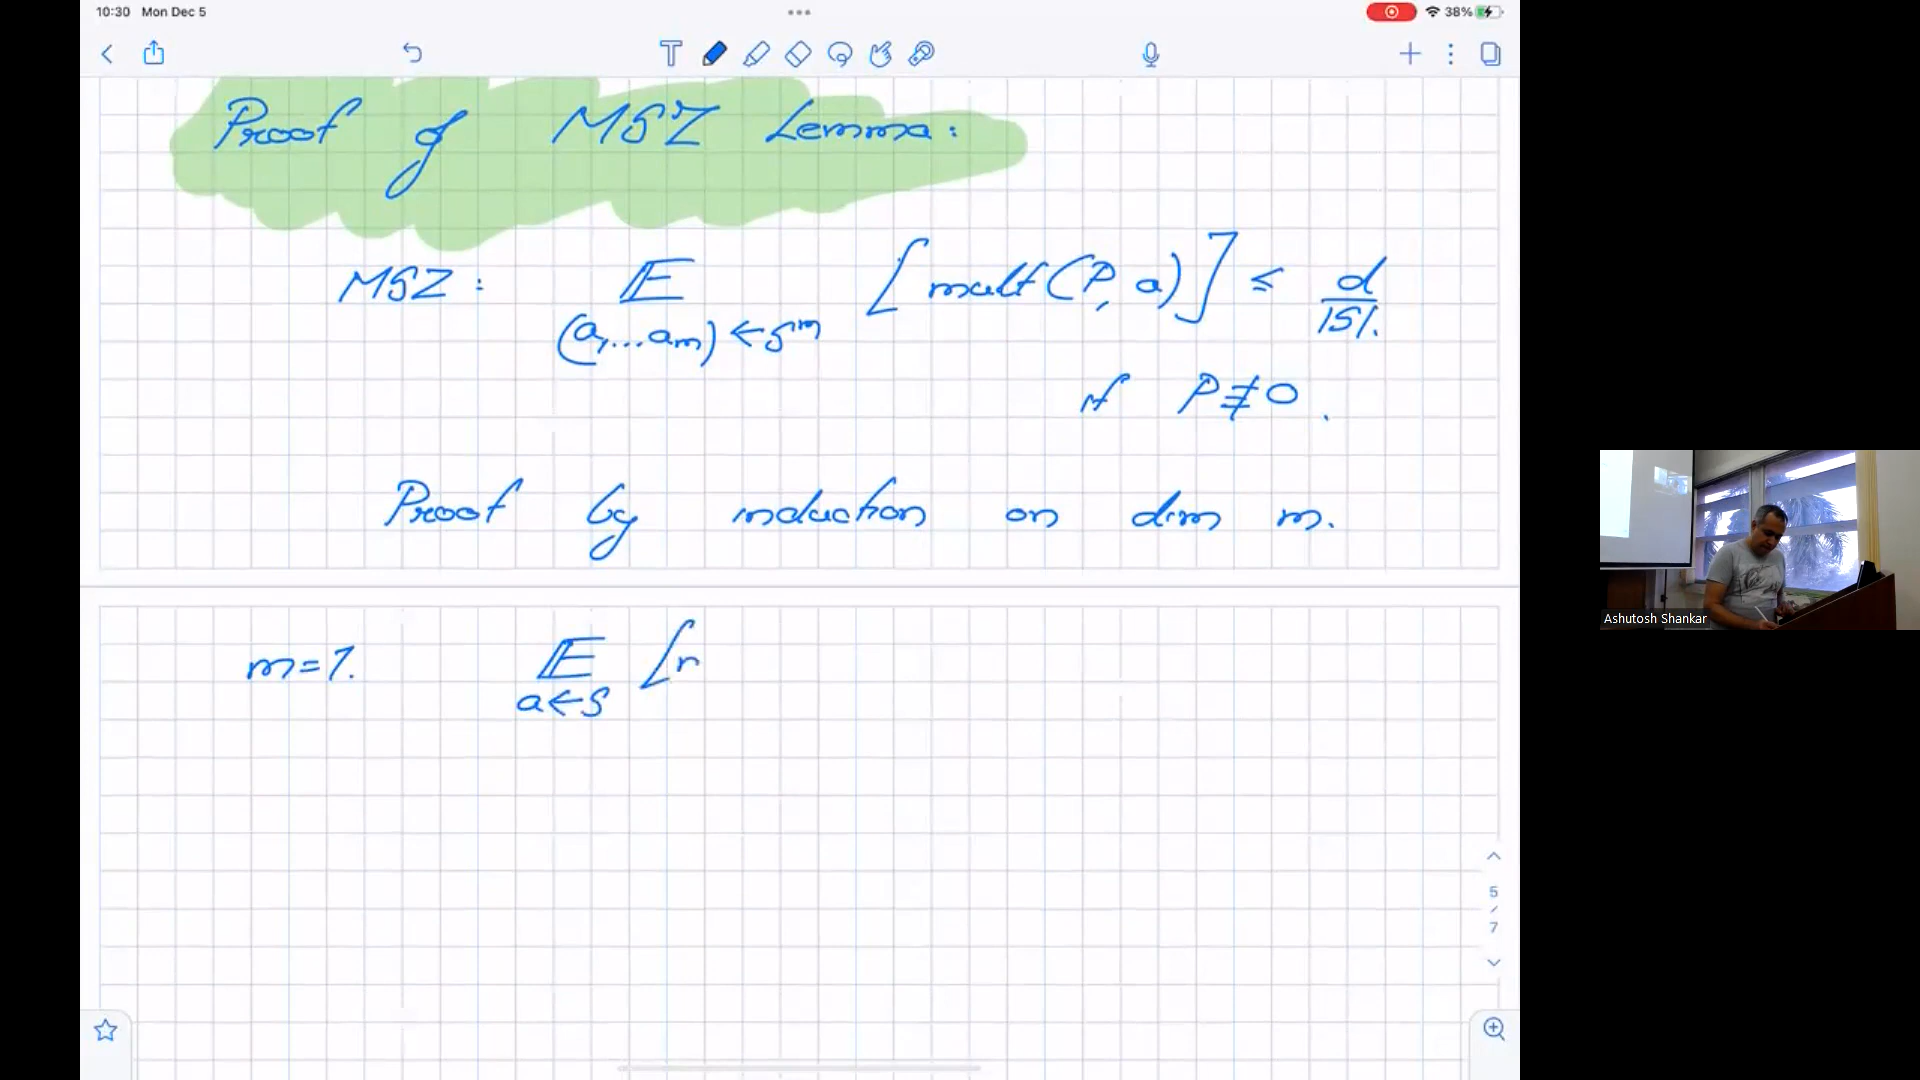 10:30 Mon Dec 5
38%
T
Proof of MSZ Lemma:
MSZ: 𝔼 [mult(P, a)] ≤ d/|S|.
(a,...am) ← S^m
if P≢0.
Proof by induction on dim m.
m=1. 𝔼 [r
a←S
5
/
7
Ashutosh Shankar